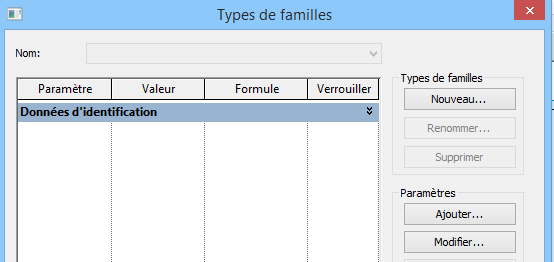 Types de familles
Nom:
Types de familles
Paramètre Valeur Formule Verrouiller
Nouveau...
Données d'identification
Renommer...
Supprimer
Paramètres
Ajouter...
Modifier...